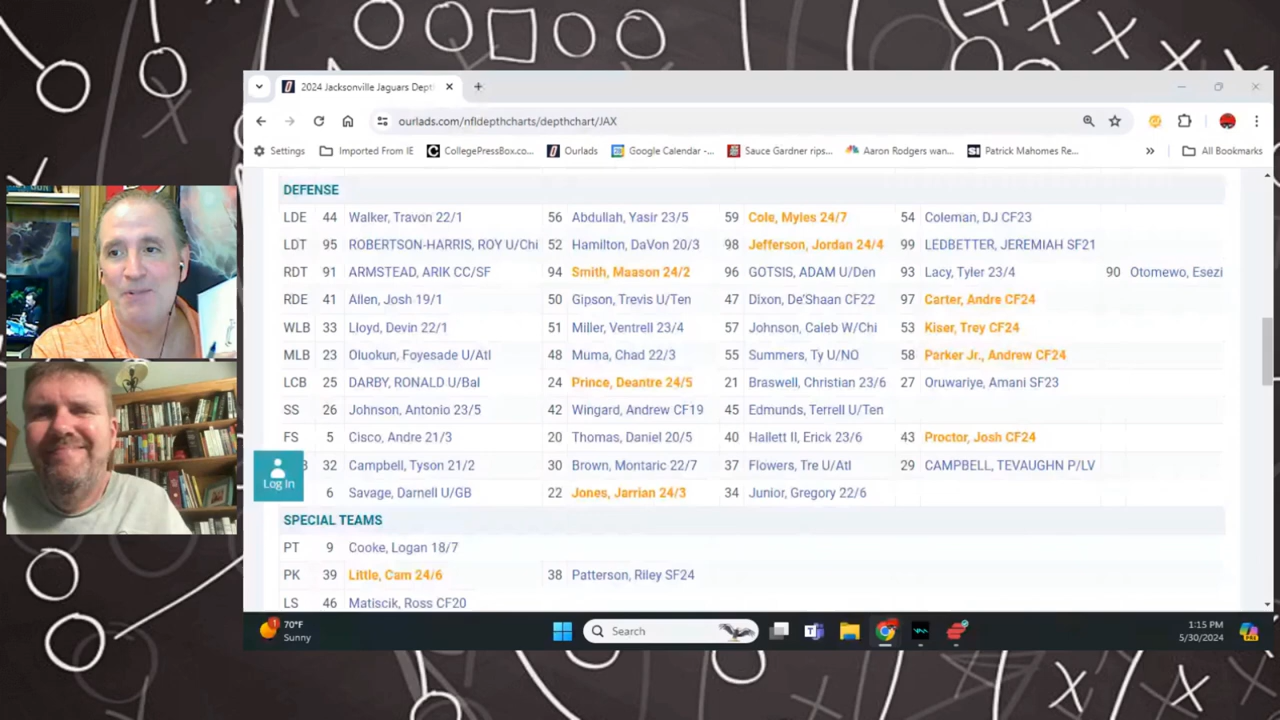 2024 Jacksonville Jaguars Dept
ourlads.com/nfldepthcharts/depthchart/JAX
Settings Imported From IE CollegePressBox.co... Ourlads Google Calendar -... Sauce Gardner rips... Aaron Rodgers wan... Patrick Mahomes Re... » All Bookmarks
DEFENSE
LDE 44 Walker, Travon 22/1 56 Abdullah, Yasir 23/5 59 Cole, Myles 24/7 54 Coleman, DJ CF23
LDT 95 ROBERTSON-HARRIS, ROY U/Chi 52 Hamilton, DaVon 20/3 98 Jefferson, Jordan 24/4 99 LEDBETTER, JEREMIAH SF21
RDT 91 ARMSTEAD, ARIK CC/SF 94 Smith, Maason 24/2 96 GOTSIS, ADAM U/Den 93 Lacy, Tyler 23/4 90 Otomewo, Esezi
RDE 41 Allen, Josh 19/1 50 Gipson, Trevis U/Ten 47 Dixon, De'Shaan CF22 97 Carter, Andre CF24
WLB 33 Lloyd, Devin 22/1 51 Miller, Ventrell 23/4 57 Johnson, Caleb W/Chi 53 Kiser, Trey CF24
MLB 23 Oluokun, Foyesade U/Atl 48 Muma, Chad 22/3 55 Summers, Ty U/NO 58 Parker Jr., Andrew CF24
LCB 25 DARBY, RONALD U/Bal 24 Prince, Deantre 24/5 21 Braswell, Christian 23/6 27 Oruwariye, Amani SF23
SS 26 Johnson, Antonio 23/5 42 Wingard, Andrew CF19 45 Edmunds, Terrell U/Ten
FS 5 Cisco, Andre 21/3 20 Thomas, Daniel 20/5 40 Hallett II, Erick 23/6 43 Proctor, Josh CF24
32 Campbell, Tyson 21/2 30 Brown, Montaric 22/7 37 Flowers, Tre U/Atl 29 CAMPBELL, TEVAUGHN P/LV
Log In
6 Savage, Darnell U/GB 22 Jones, Jarrian 24/3 34 Junior, Gregory 22/6
SPECIAL TEAMS
PT 9 Cooke, Logan 18/7
PK 39 Little, Cam 24/6 38 Patterson, Riley SF24
LS 46 Matiscik, Ross CF20
70°F
Sunny
Search
1:15 PM
5/30/2024